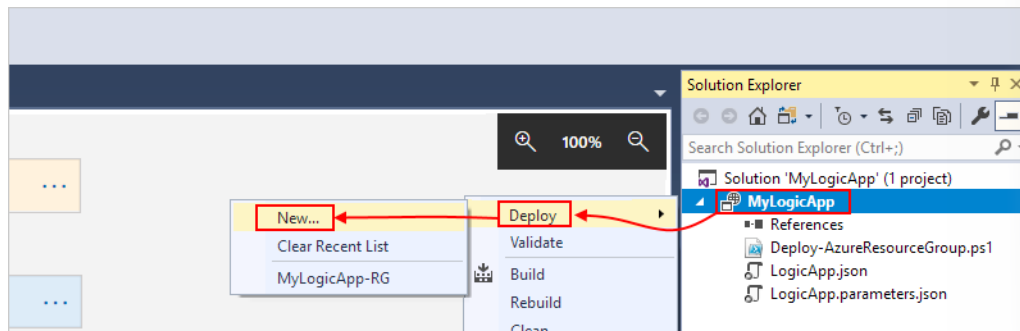 Solution Explorer
100%
Search Solution Explorer (Ctrl+;)
Solution 'MyLogicApp' (1 project)
MyLogicApp
References
Deploy-AzureResourceGroup.ps1
LogicApp.json
LogicApp.parameters.json
New...
Clear Recent List
MyLogicApp-RG
Deploy
Validate
Build
Rebuild
Clean